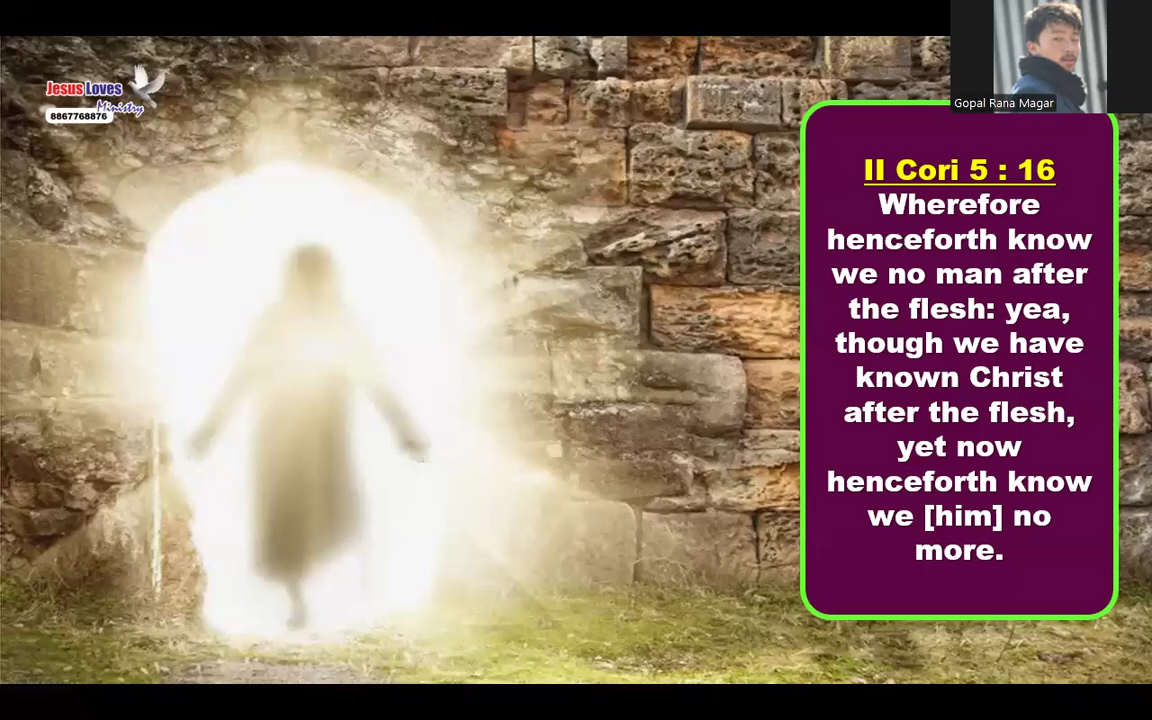 Jesus Loves
Ministry
8867768876
Gopal Rana Magar
II Cori 5 : 16
Wherefore
henceforth know
we no man after
the flesh: yea,
though we have
known Christ
after the flesh,
yet now
henceforth know
we [him] no
more.